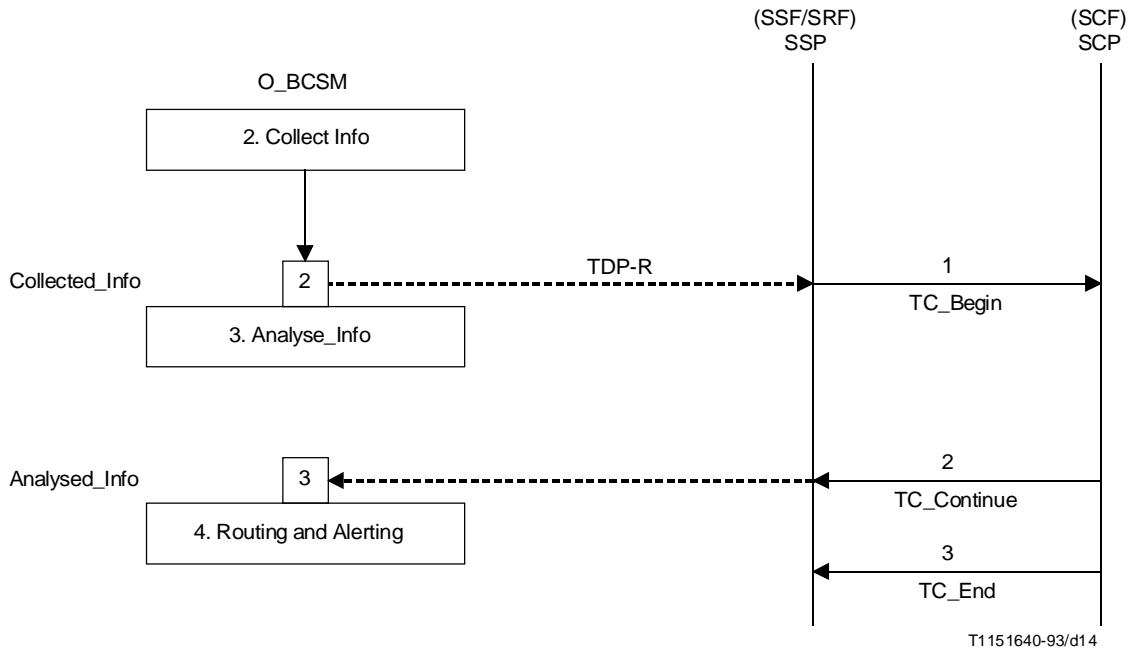 (SSF/SRF)
SSP
(SCF)
SCP
O_BCSM
2. Collect Info
Collected_Info
2
TDP-R
1
TC_Begin
3. Analyse_Info
Analysed_Info
3
2
TC_Continue
4. Routing and Alerting
3
TC_End
T1151640-93/d14